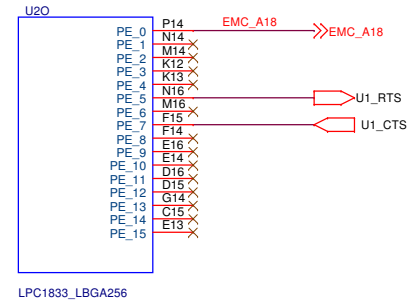 U2O
PE_0 P14 EMC_A18 EMC_A18
PE_1 N14
PE_2 M14
PE_3 K12
PE_4 K13
PE_5 N16 U1_RTS
PE_6 M16
PE_7 F15 U1_CTS
PE_8 F14
PE_9 E16
PE_10 E14
PE_11 D16
PE_12 D15
PE_13 G14
PE_14 C15
PE_15 E13
LPC1833_LBGA256